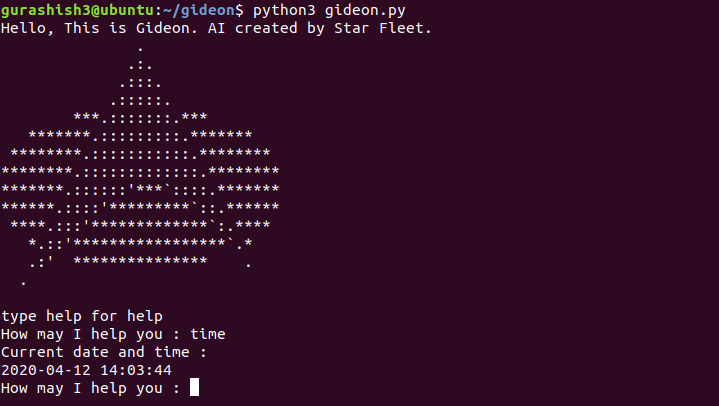 gurashish3@ubuntu:~/gideon$ python3 gideon.py
Hello, This is Gideon. AI created by Star Fleet.
               .
              .:.
             .:::.
            .:::::.
        ***.:::::::.***
   *******.:::::::::.*******
 ********.:::::::::::.********
********.:::::::::::::.********
*******.::::::'***`::::.*******
******.::::'*********`::.******
 ****.:::'*************`:.****
   *.::'*****************`.*
   .:'  ***************    .
  .
type help for help
How may I help you : time
Current date and time :
2020-04-12 14:03:44
How may I help you :